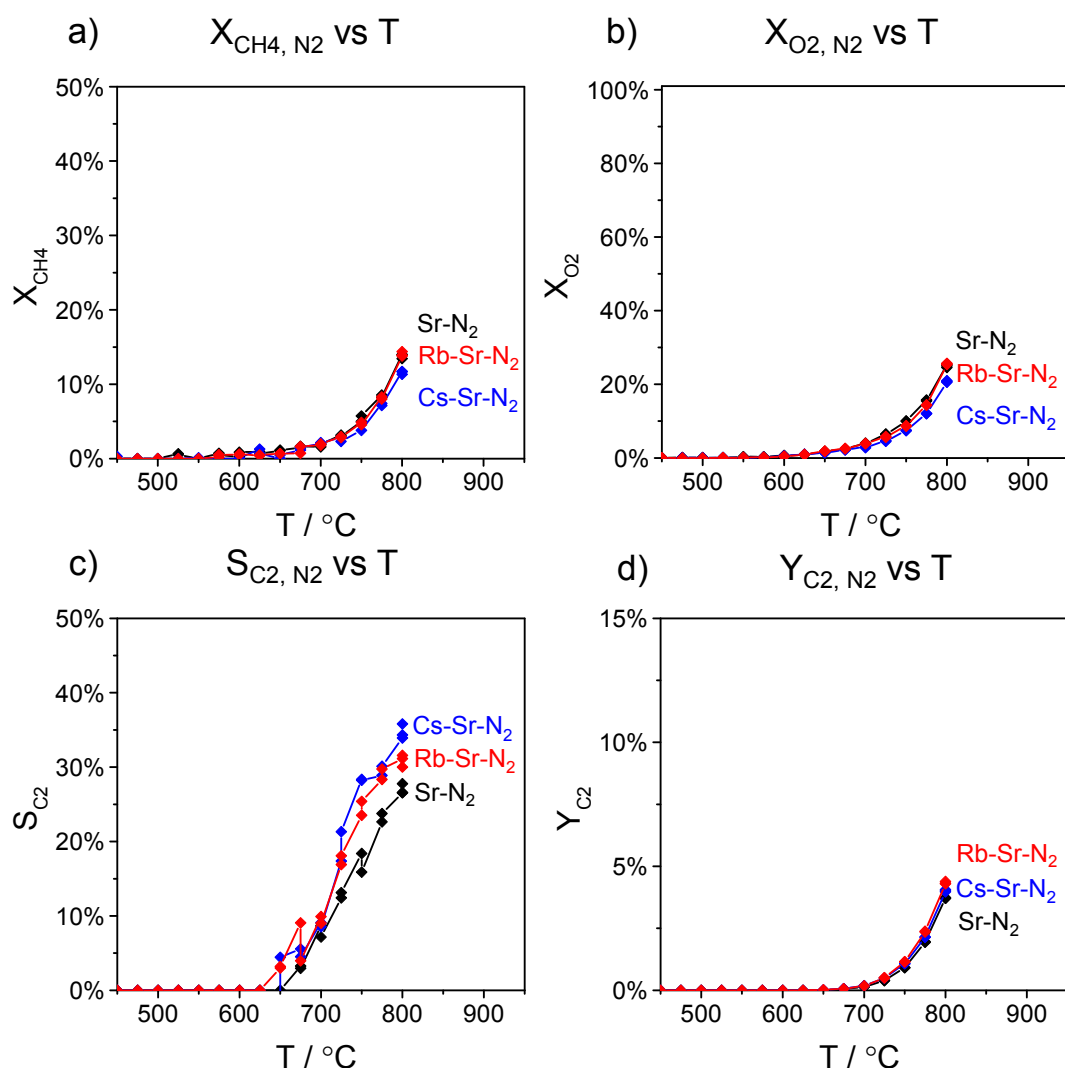 a) X_CH4, N2 vs T
50%
40%
30%
20%
10%
0%
X_CH4
Sr-N₂
Rb-Sr-N₂
Cs-Sr-N₂
500 600 700 800 900
T / °C
b) X_O2, N2 vs T
100%
80%
60%
40%
20%
0%
X_O2
Sr-N₂
Rb-Sr-N₂
Cs-Sr-N₂
500 600 700 800 900
T / °C
c) S_C2, N2 vs T
50%
40%
30%
20%
10%
0%
S_C2
Cs-Sr-N₂
Rb-Sr-N₂
Sr-N₂
500 600 700 800 900
T / °C
d) Y_C2, N2 vs T
15%
10%
5%
0%
Y_C2
Rb-Sr-N₂
Cs-Sr-N₂
Sr-N₂
500 600 700 800 900
T / °C